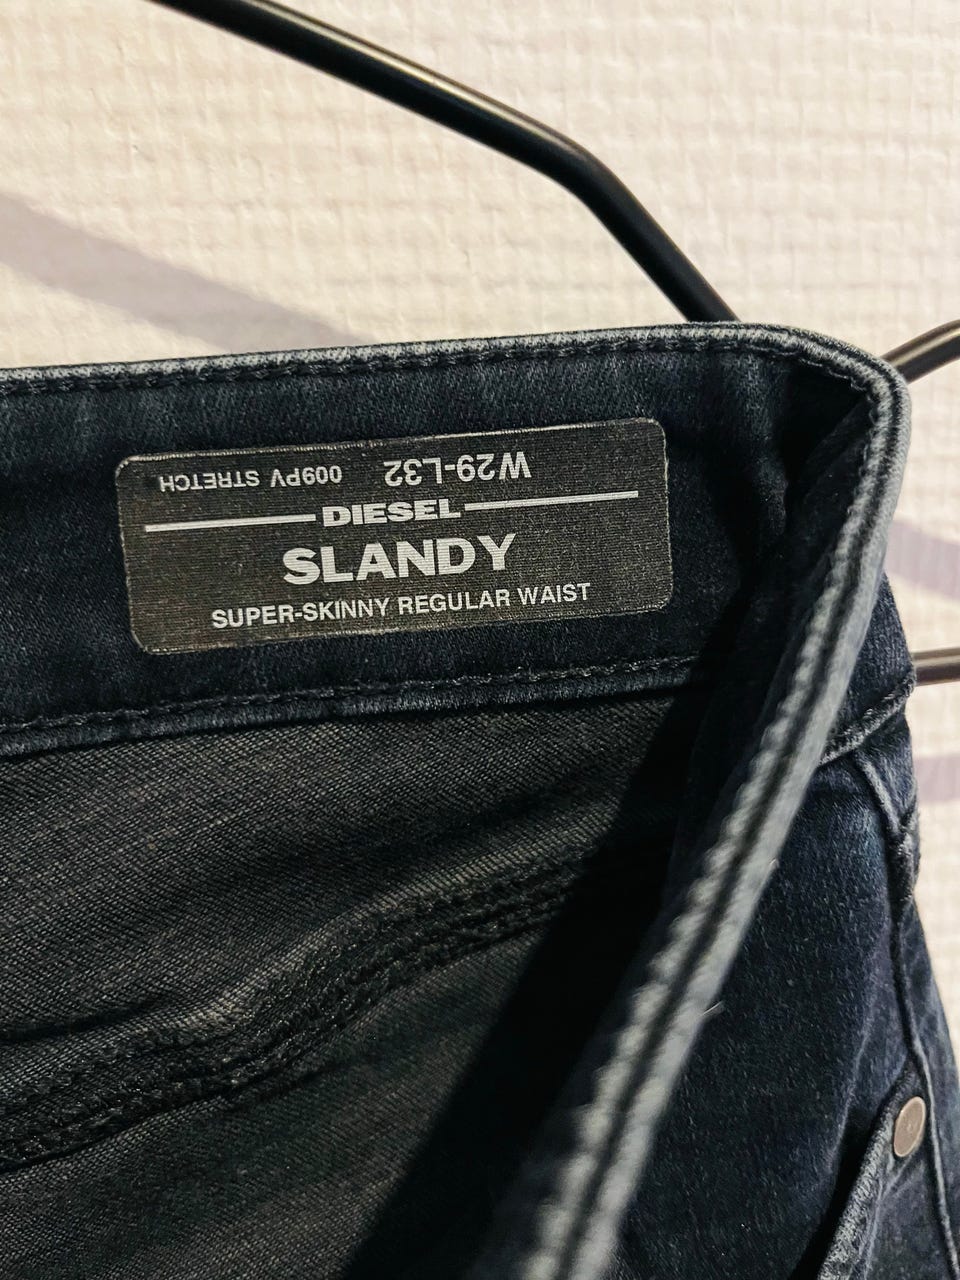 W29-L32 009PV STRETCH
DIESEL
SLANDY
SUPER-SKINNY REGULAR WAIST